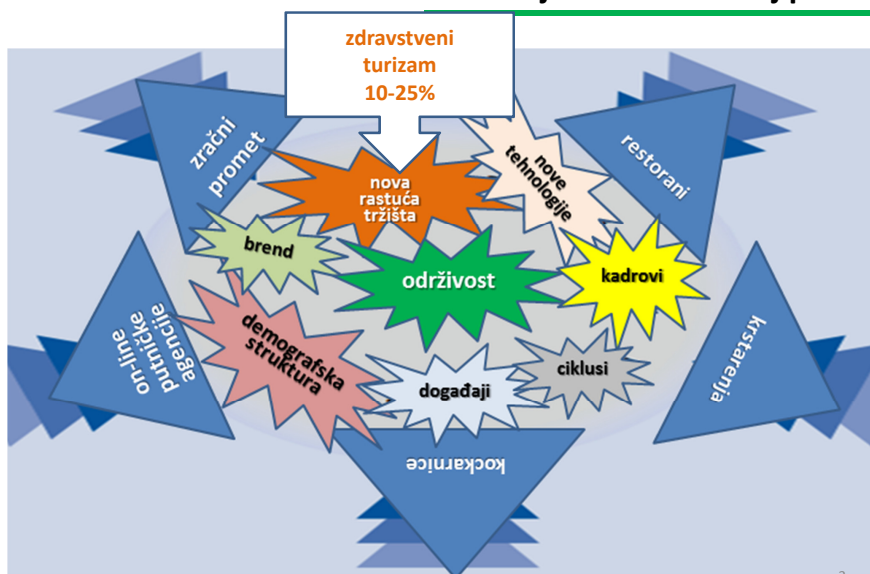 zdravstveni
turizam
10-25%
zračni
promet
restorani
nova
rastuća
tržišta
nove
tehnologije
brend
održivost
kadrovi
on-line
putničke
agencije
demografska
struktura
događaji
ciklusi
krstarenja
kockarnice